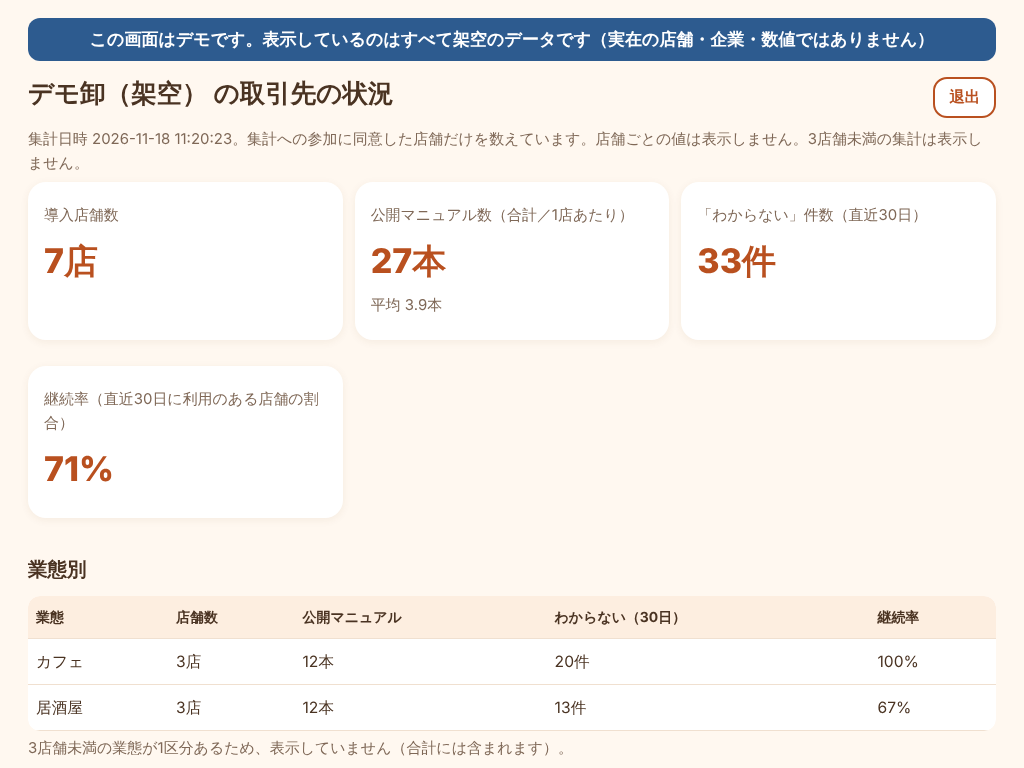 この画面はデモです。表示しているのはすべて架空のデータです（実在の店舗・企業・数値ではありません）
デモ卸（架空） の取引先の状況
退出
集計日時 2026-11-18 11:20:23。集計への参加に同意した店舗だけを数えています。店舗ごとの値は表示しません。3店舗未満の集計は表示し
ません。
導入店舗数
7店
公開マニュアル数（合計／1店あたり）
27本
平均 3.9本
「わからない」件数（直近30日）
33件
継続率（直近30日に利用のある店舗の割
合）
71%
業態別
業態 店舗数 公開マニュアル わからない（30日） 継続率
カフェ 3店 12本 20件 100%
居酒屋 3店 12本 13件 67%
3店舗未満の業態が1区分あるため、表示していません（合計には含まれます）。